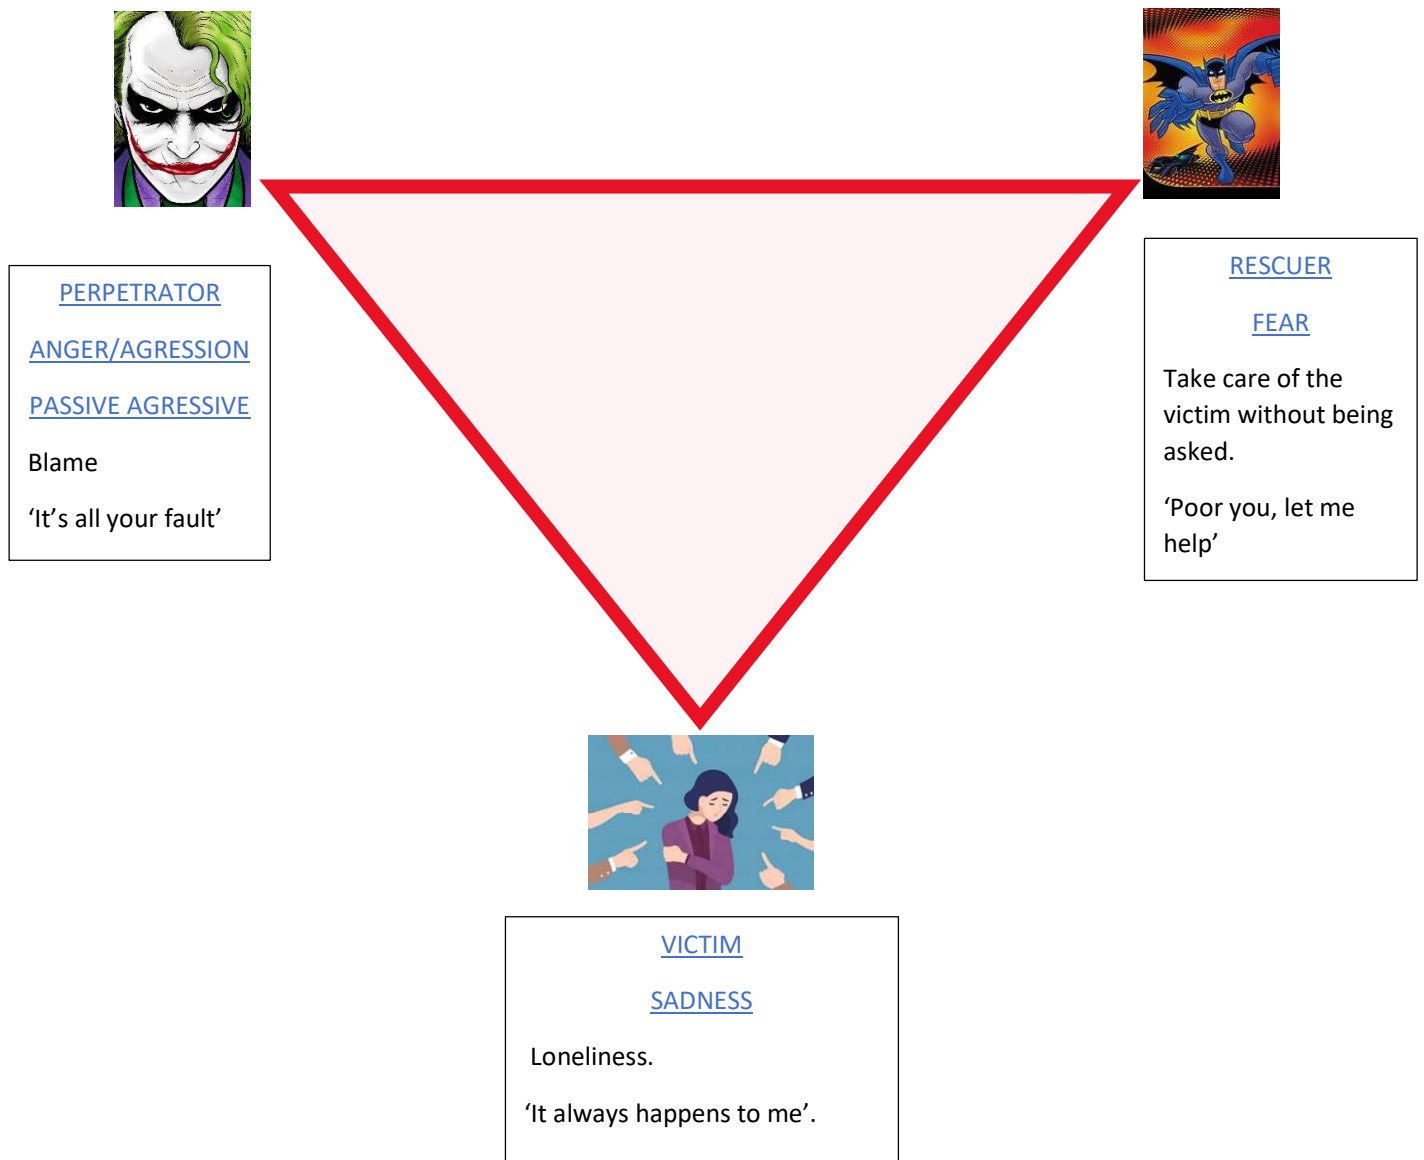 PERPETRATOR
ANGER/AGRESSION
PASSIVE AGRESSIVE
Blame
‘It’s all your fault’
RESCUER
FEAR
Take care of the
victim without being
asked.
‘Poor you, let me
help’
VICTIM
SADNESS
Loneliness.
‘It always happens to me’.